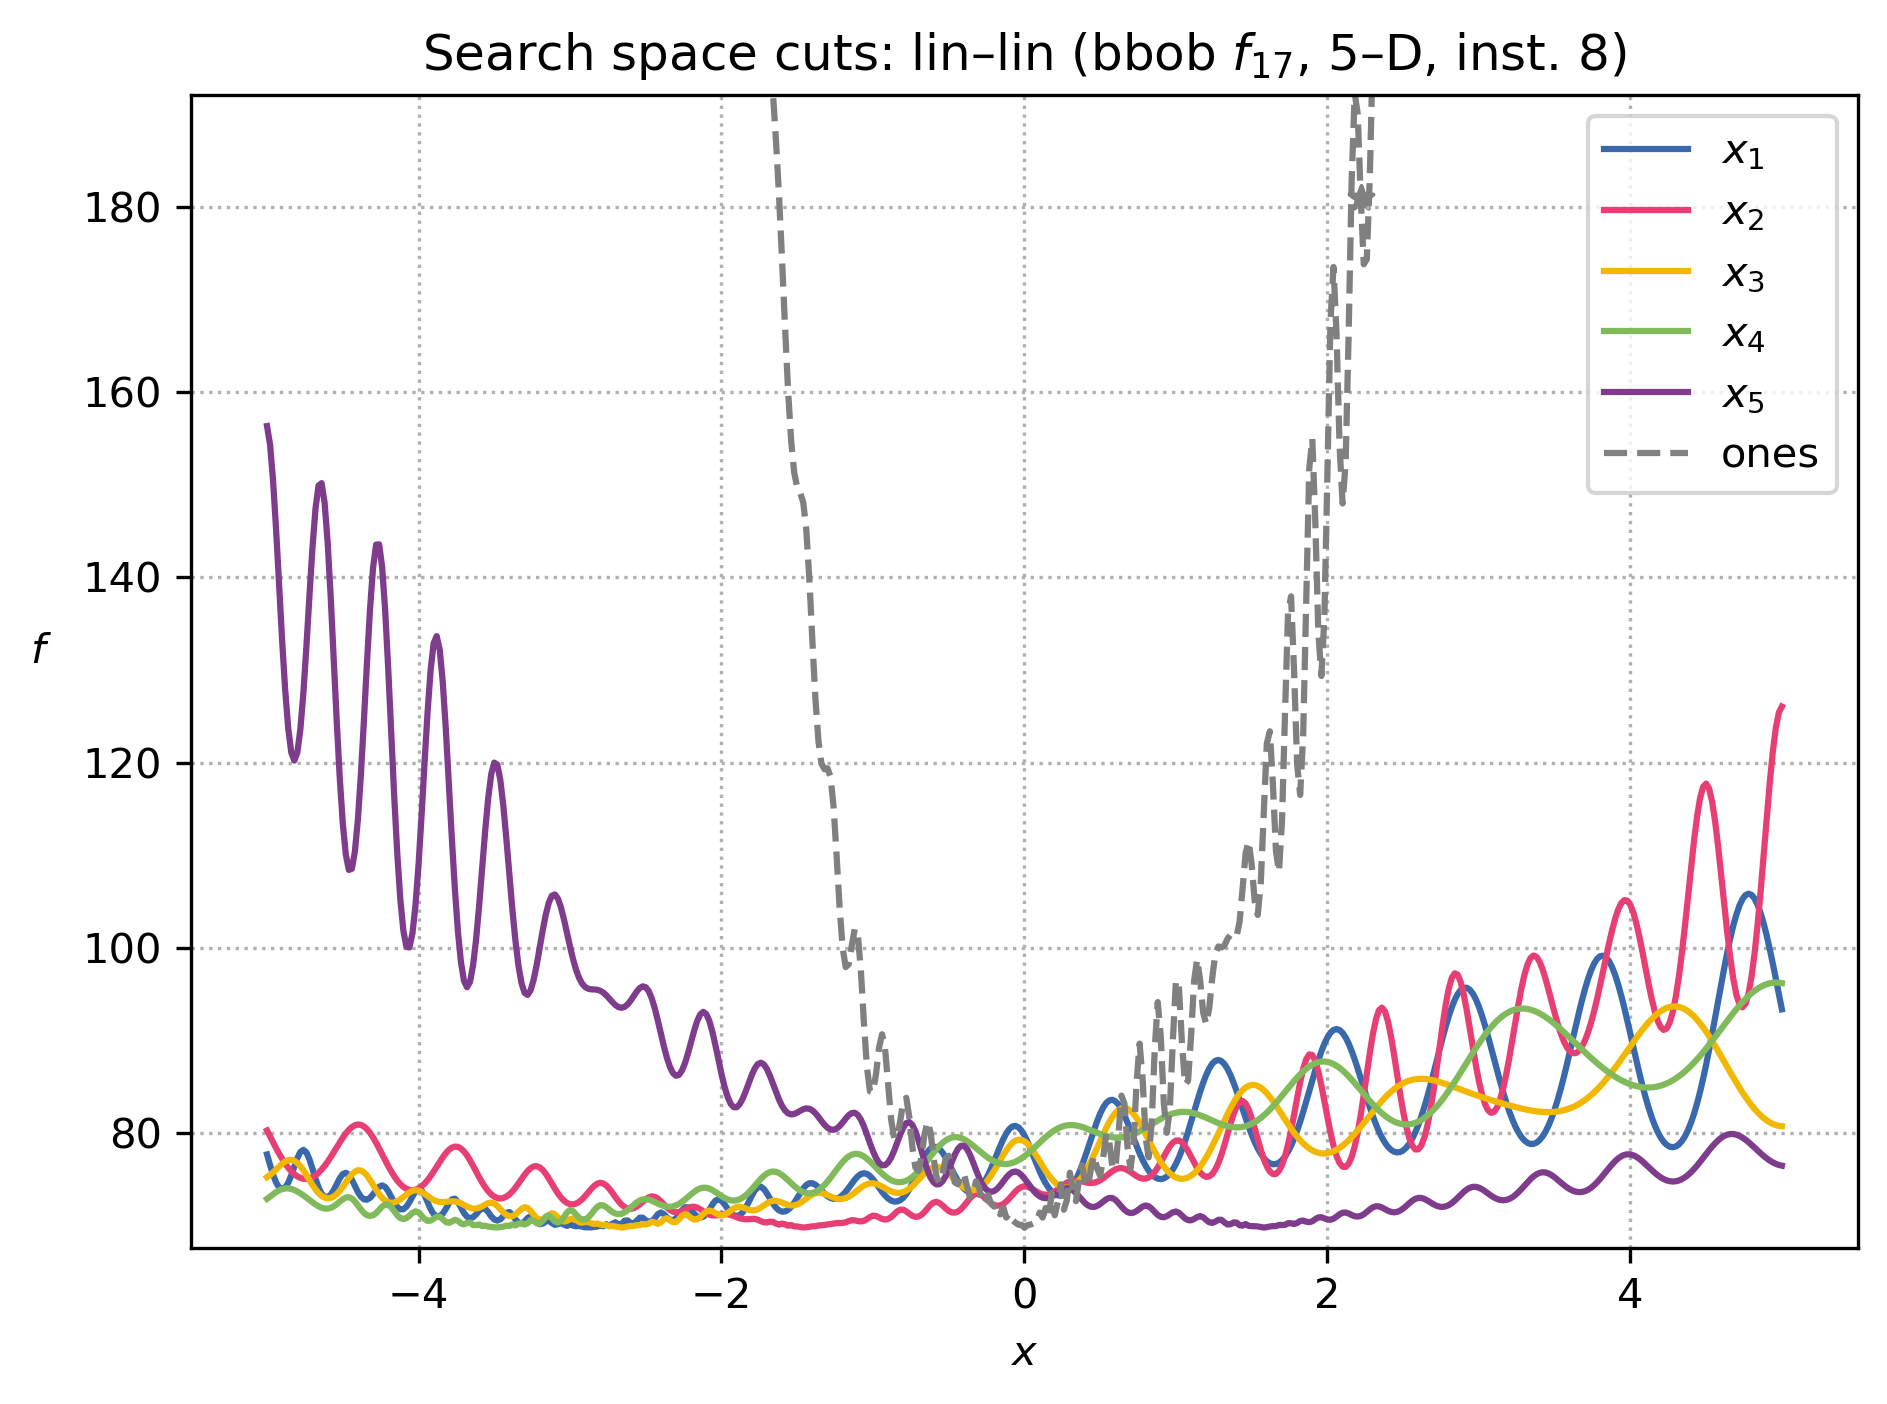 Search space cuts: lin–lin (bbob f₁₇, 5–D, inst. 8)
f
180
160
140
120
100
80
−4
−2
0
2
4
x
x₁
x₂
x₃
x₄
x₅
ones